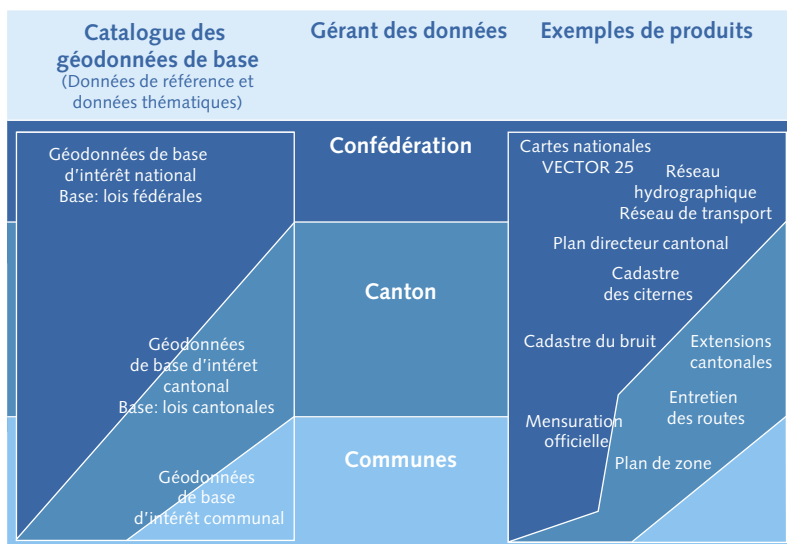 Catalogue des
géodonnées de base
(Données de référence et
données thématiques)
Gérant des données
Exemples de produits
Géodonnées de base
d'intérêt national
Base: lois fédérales
Géodonnées
de base d'intéret
cantonal
Base: lois cantonales
Géodonnées
de base
d'intérêt communal
Confédération
Canton
Communes
Cartes nationales
VECTOR 25
Réseau
hydrographique
Réseau de transport
Plan directeur cantonal
Cadastre
des citernes
Cadastre du bruit
Extensions
cantonales
Entretien
des routes
Mensuration
officielle
Plan de zone